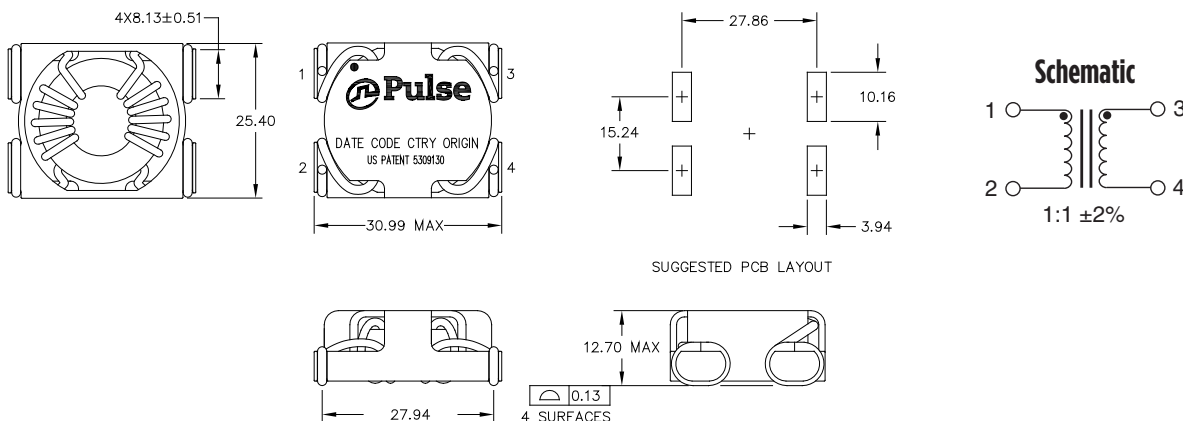 4X8.13±0.51
25.40
1
3
Pulse
DATE CODE CTRY ORIGIN
US PATENT 5309130
2
4
30.99 MAX
27.86
15.24
10.16
3.94
SUGGESTED PCB LAYOUT
Schematic
1
3
2
4
1:1 ±2%
27.94
12.70 MAX
0.13
4 SURFACES